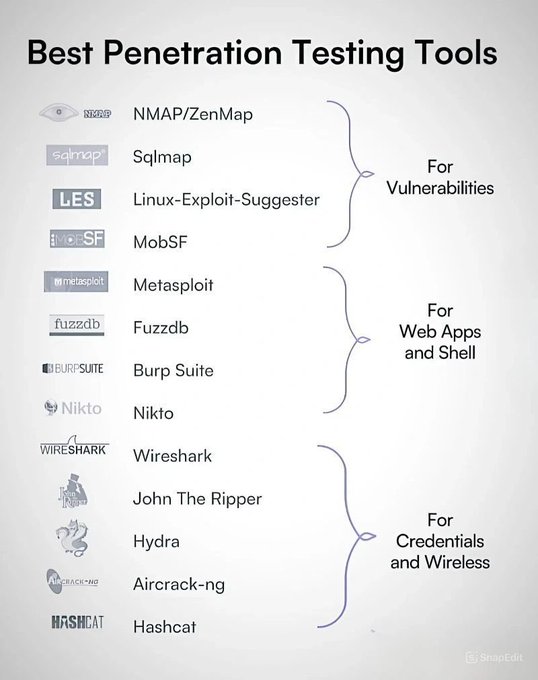 Best Penetration Testing Tools
NMAP NMAP/ZenMap
sqlmap® Sqlmap
LES Linux-Exploit-Suggester
MOBSF MobSF
For
Vulnerabilities
metasploit Metasploit
fuzzdb Fuzzdb
BURPSUITE Burp Suite
Nikto Nikto
For
Web Apps
and Shell
WIRESHARK Wireshark
John The Ripper
Hydra
AIRCRACK-NG Aircrack-ng
HASHCAT Hashcat
For
Credentials
and Wireless
SnapEdit